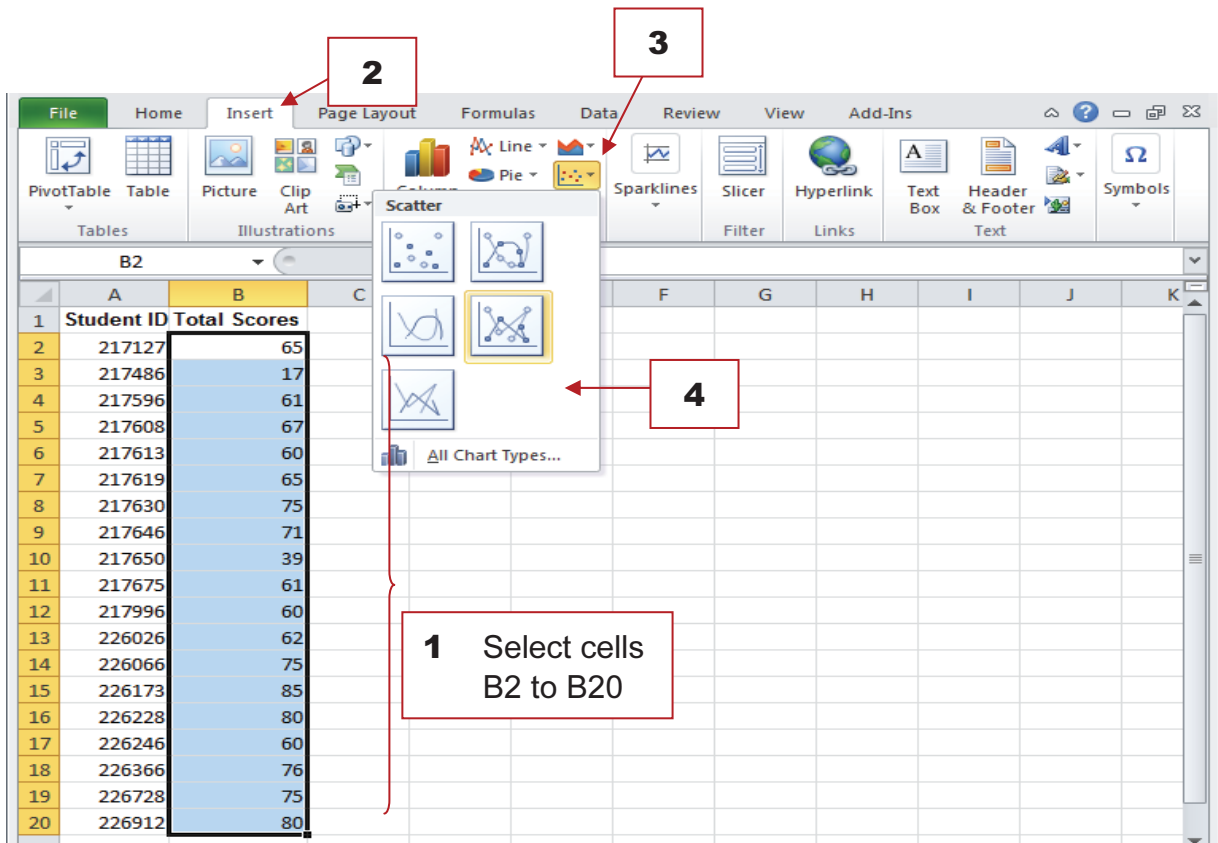 3
2
File Home Insert Page Layout Formulas Data Review View Add-Ins
Line
Pie
PivotTable Table Picture Clip Art Sparklines Slicer Hyperlink Text Box Header & Footer Symbols
Tables Illustrations Filter Links Text
Scatter
B2
A B C F G H I J K
1 Student ID Total Scores
2 217127 65
3 217486 17
4 217596 61
4
5 217608 67
6 217613 60
All Chart Types...
7 217619 65
8 217630 75
9 217646 71
10 217650 39
11 217675 61
12 217996 60
13 226026 62
1 Select cells
B2 to B20
14 226066 75
15 226173 85
16 226228 80
17 226246 60
18 226366 76
19 226728 75
20 226912 80